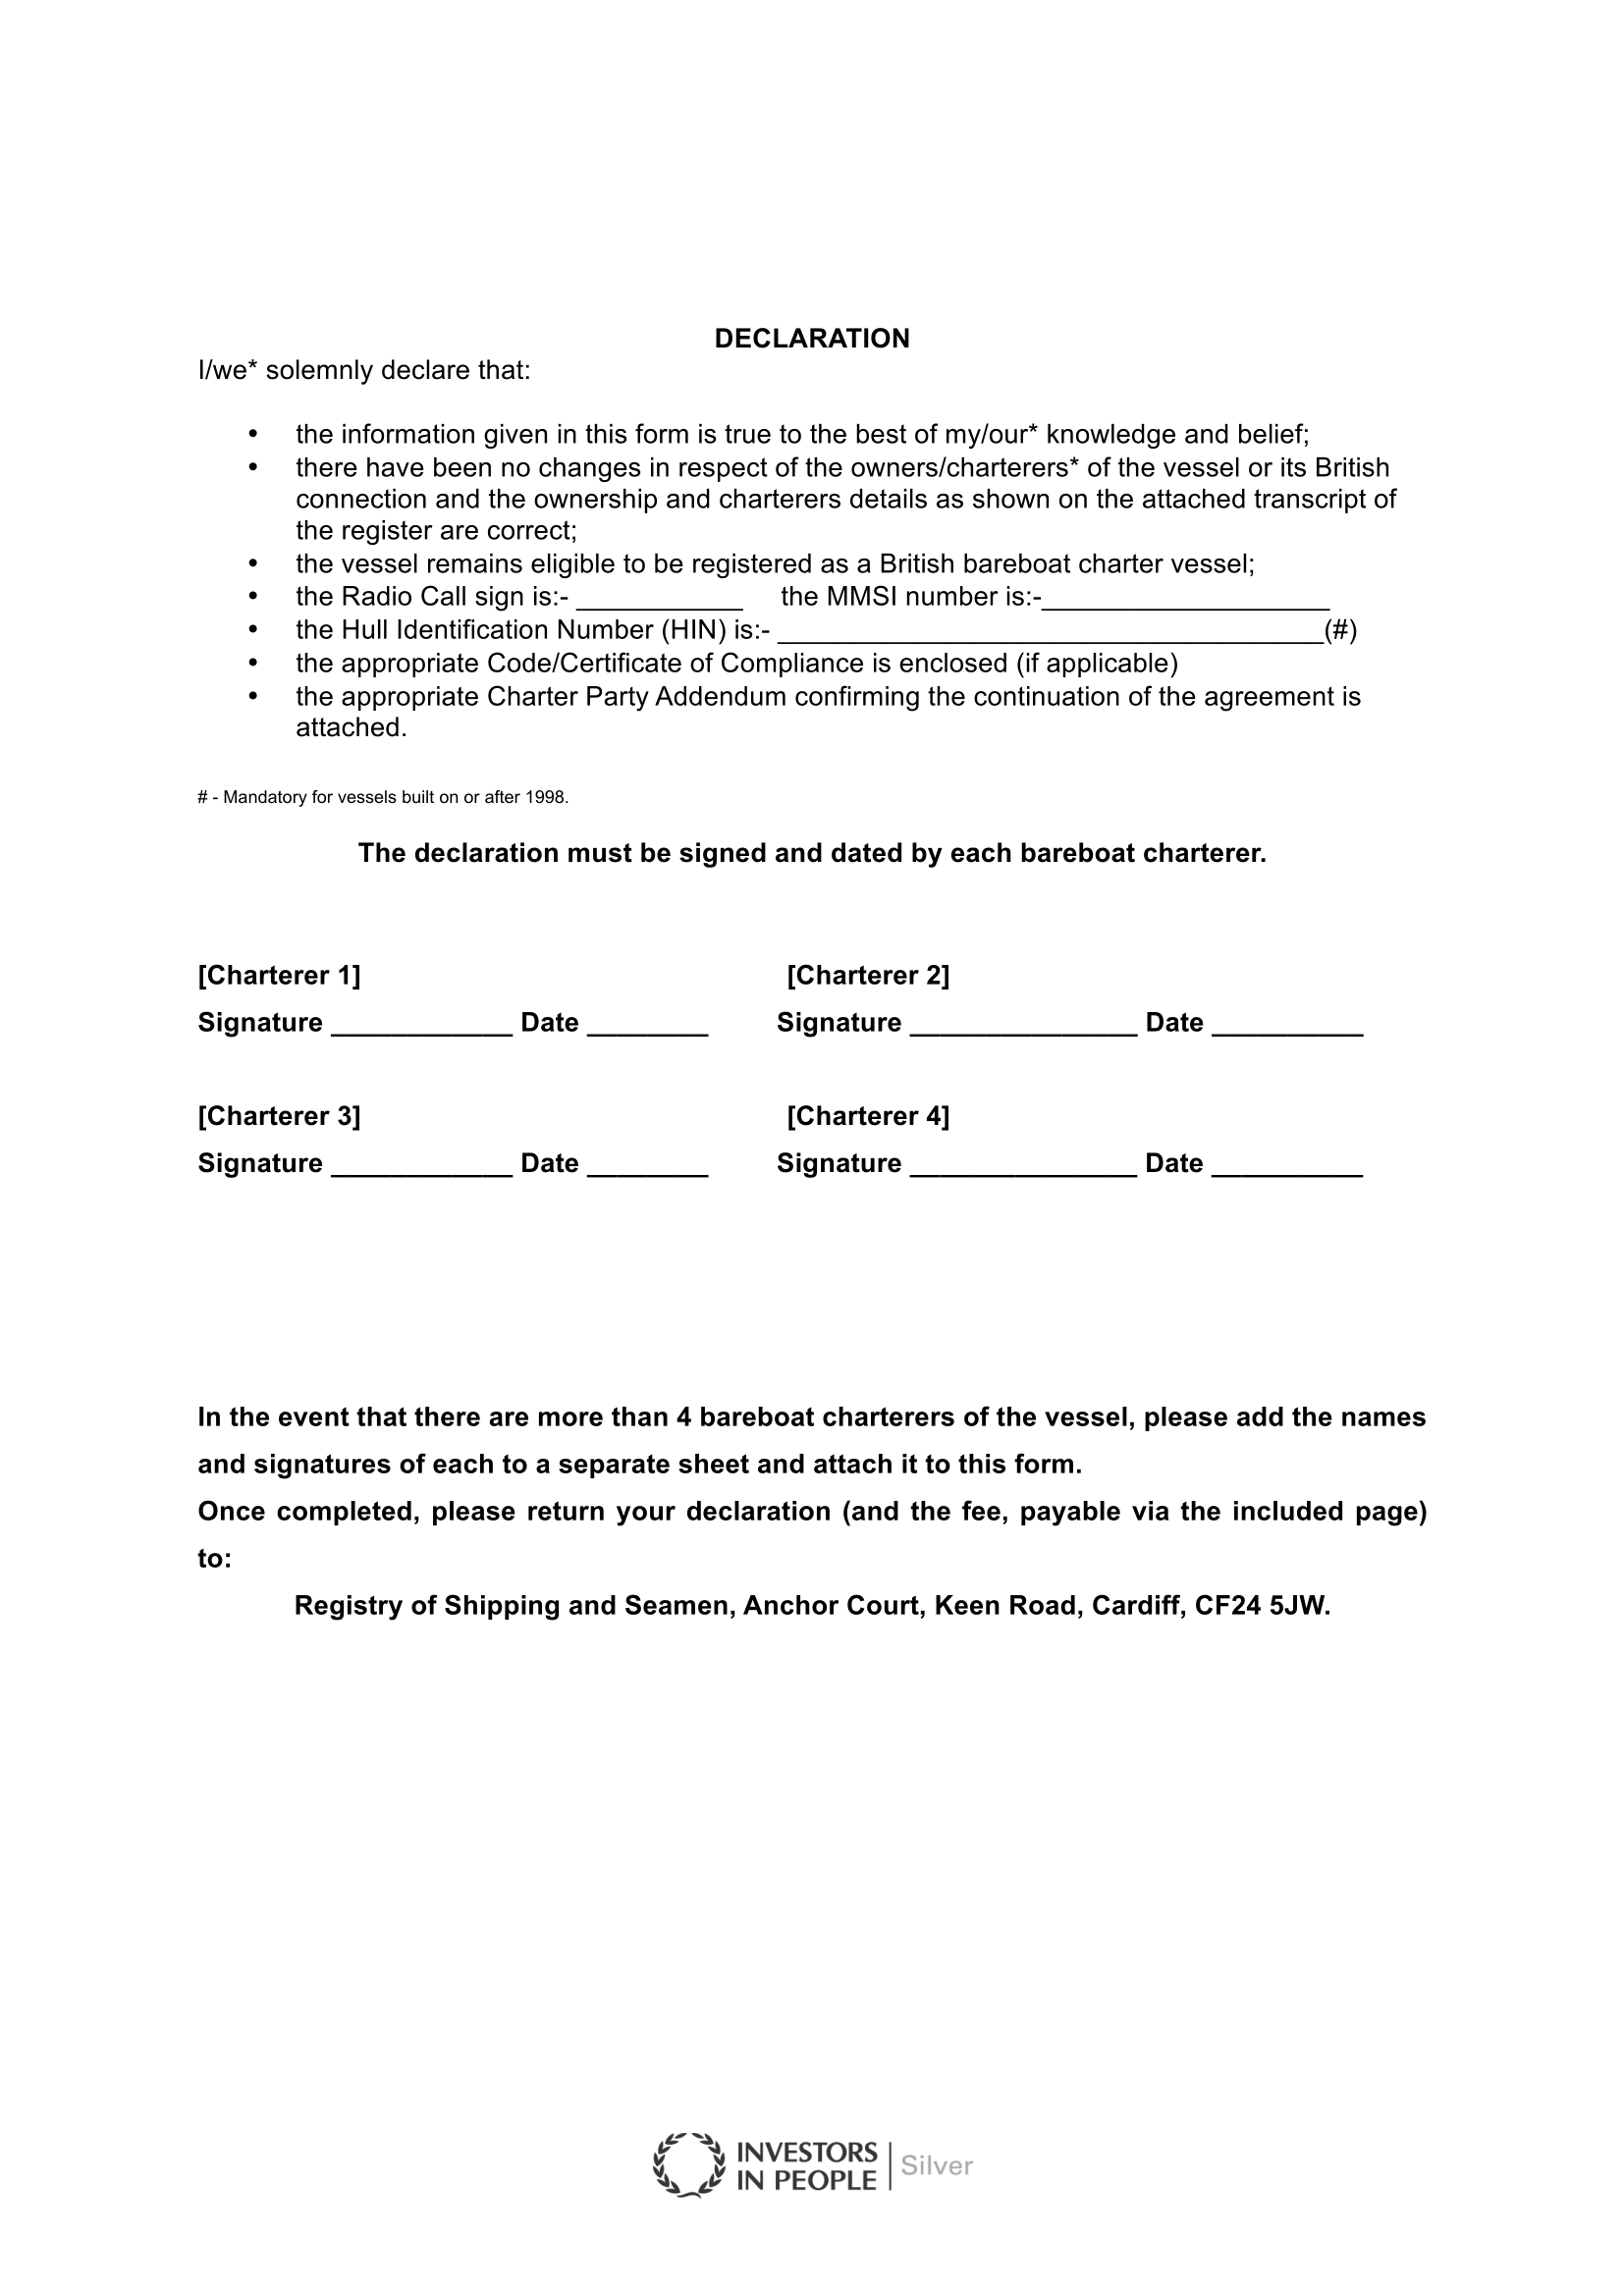 DECLARATION
I/we* solemnly declare that:
• the information given in this form is true to the best of my/our* knowledge and belief;
• there have been no changes in respect of the owners/charterers* of the vessel or its British
connection and the ownership and charterers details as shown on the attached transcript of
the register are correct;
• the vessel remains eligible to be registered as a British bareboat charter vessel;
• the Radio Call sign is:- ___________ the MMSI number is:-___________________
• the Hull Identification Number (HIN) is:- ____________________________________(#)
• the appropriate Code/Certificate of Compliance is enclosed (if applicable)
• the appropriate Charter Party Addendum confirming the continuation of the agreement is
attached.
# - Mandatory for vessels built on or after 1998.
The declaration must be signed and dated by each bareboat charterer.
[Charterer 1] [Charterer 2]
Signature ____________ Date ________ Signature _______________ Date __________
[Charterer 3] [Charterer 4]
Signature ____________ Date ________ Signature _______________ Date __________
In the event that there are more than 4 bareboat charterers of the vessel, please add the names
and signatures of each to a separate sheet and attach it to this form.
Once completed, please return your declaration (and the fee, payable via the included page)
to:
Registry of Shipping and Seamen, Anchor Court, Keen Road, Cardiff, CF24 5JW.
INVESTORS
IN PEOPLE | Silver